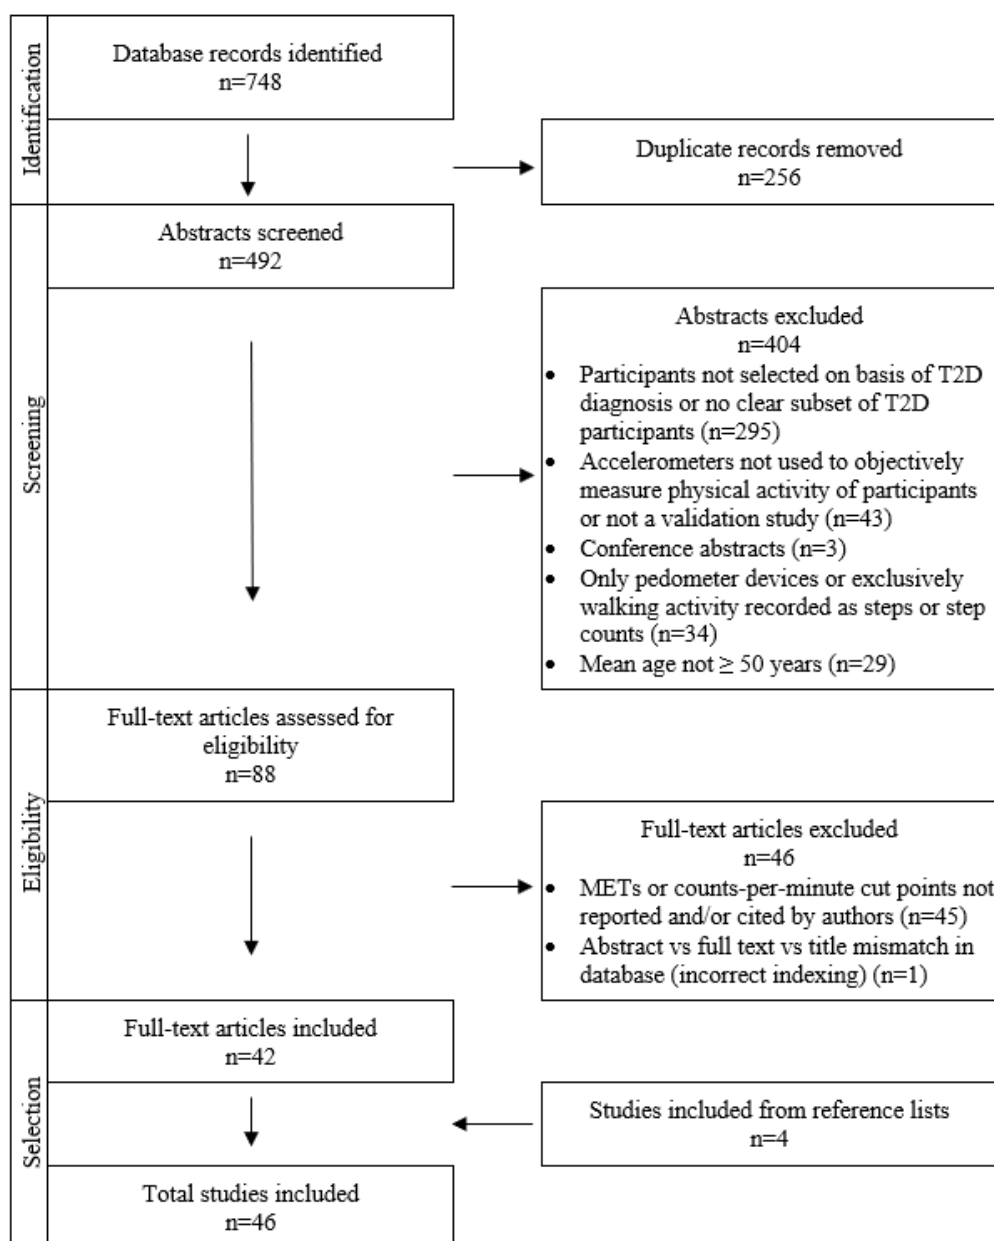 Identification
Database records identified
n=748
Duplicate records removed
n=256
Screening
Abstracts screened
n=492
Abstracts excluded
n=404
• Participants not selected on basis of T2D
diagnosis or no clear subset of T2D
participants (n=295)
• Accelerometers not used to objectively
measure physical activity of participants
or not a validation study (n=43)
• Conference abstracts (n=3)
• Only pedometer devices or exclusively
walking activity recorded as steps or step
counts (n=34)
• Mean age not ≥ 50 years (n=29)
Eligibility
Full-text articles assessed for
eligibility
n=88
Full-text articles excluded
n=46
• METs or counts-per-minute cut points not
reported and/or cited by authors (n=45)
• Abstract vs full text vs title mismatch in
database (incorrect indexing) (n=1)
Selection
Full-text articles included
n=42
Studies included from reference lists
n=4
Total studies included
n=46